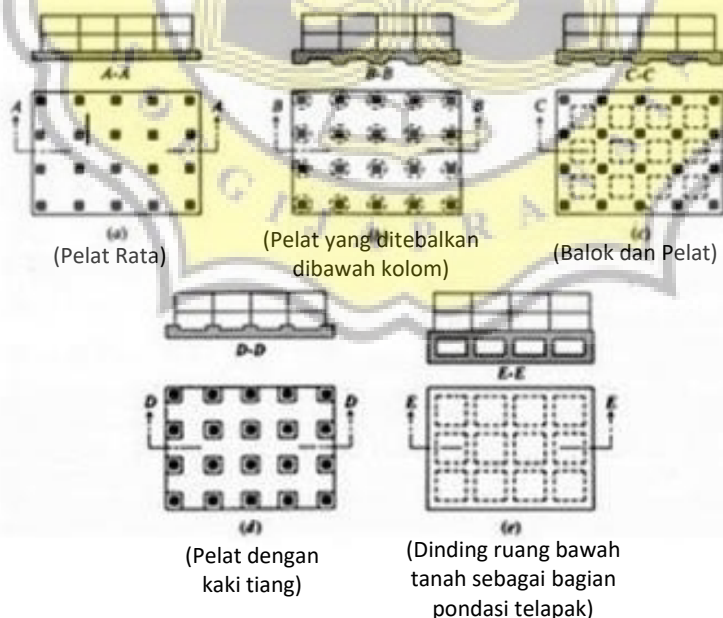 A-A
B-B
C-C
A A
B B
C C
(a)
(Pelat Rata)
(b)
(Pelat yang ditebalkan
dibawah kolom)
(c)
(Balok dan Pelat)
D-D
E-E
D D
E E
(d)
(Pelat dengan
kaki tiang)
(e)
(Dinding ruang bawah
tanah sebagai bagian
pondasi telapak)